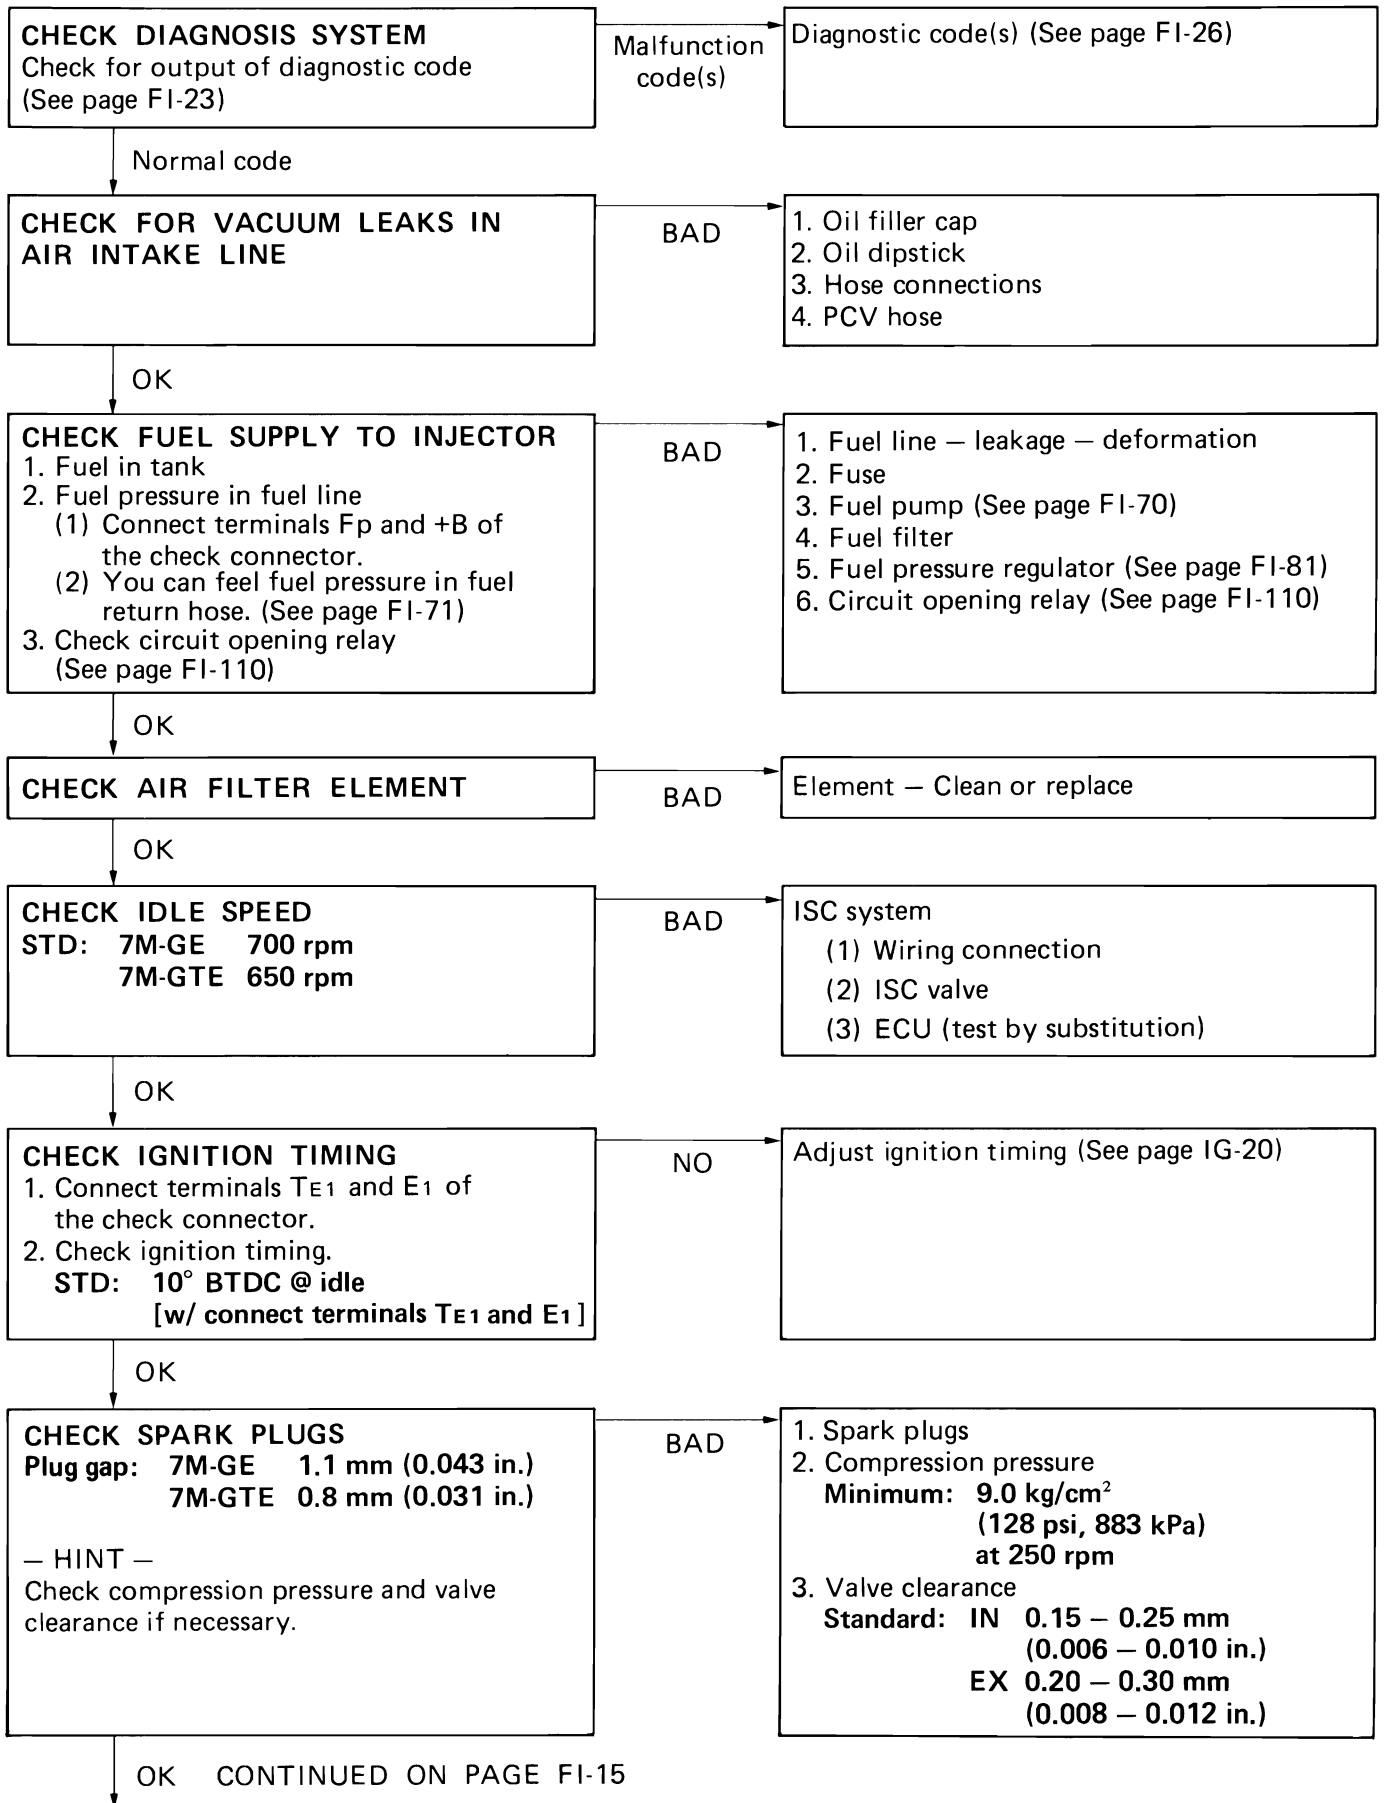 CHECK DIAGNOSIS SYSTEM
Check for output of diagnostic code
(See page FI-23)
Malfunction
code(s)
Diagnostic code(s) (See page FI-26)
Normal code
CHECK FOR VACUUM LEAKS IN
AIR INTAKE LINE
BAD
1. Oil filler cap
2. Oil dipstick
3. Hose connections
4. PCV hose
OK
CHECK FUEL SUPPLY TO INJECTOR
1. Fuel in tank
2. Fuel pressure in fuel line
(1) Connect terminals Fp and +B of
the check connector.
(2) You can feel fuel pressure in fuel
return hose. (See page FI-71)
3. Check circuit opening relay
(See page FI-110)
BAD
1. Fuel line — leakage — deformation
2. Fuse
3. Fuel pump (See page FI-70)
4. Fuel filter
5. Fuel pressure regulator (See page FI-81)
6. Circuit opening relay (See page FI-110)
OK
CHECK AIR FILTER ELEMENT
BAD
Element — Clean or replace
OK
CHECK IDLE SPEED
STD: 7M-GE 700 rpm
7M-GTE 650 rpm
BAD
ISC system
(1) Wiring connection
(2) ISC valve
(3) ECU (test by substitution)
OK
CHECK IGNITION TIMING
1. Connect terminals TE1 and E1 of
the check connector.
2. Check ignition timing.
STD: 10° BTDC @ idle
[w/ connect terminals TE1 and E1]
NO
Adjust ignition timing (See page IG-20)
OK
CHECK SPARK PLUGS
Plug gap: 7M-GE 1.1 mm (0.043 in.)
7M-GTE 0.8 mm (0.031 in.)
— HINT —
Check compression pressure and valve
clearance if necessary.
BAD
1. Spark plugs
2. Compression pressure
Minimum: 9.0 kg/cm²
(128 psi, 883 kPa)
at 250 rpm
3. Valve clearance
Standard: IN 0.15 — 0.25 mm
(0.006 — 0.010 in.)
EX 0.20 — 0.30 mm
(0.008 — 0.012 in.)
OK CONTINUED ON PAGE FI-15